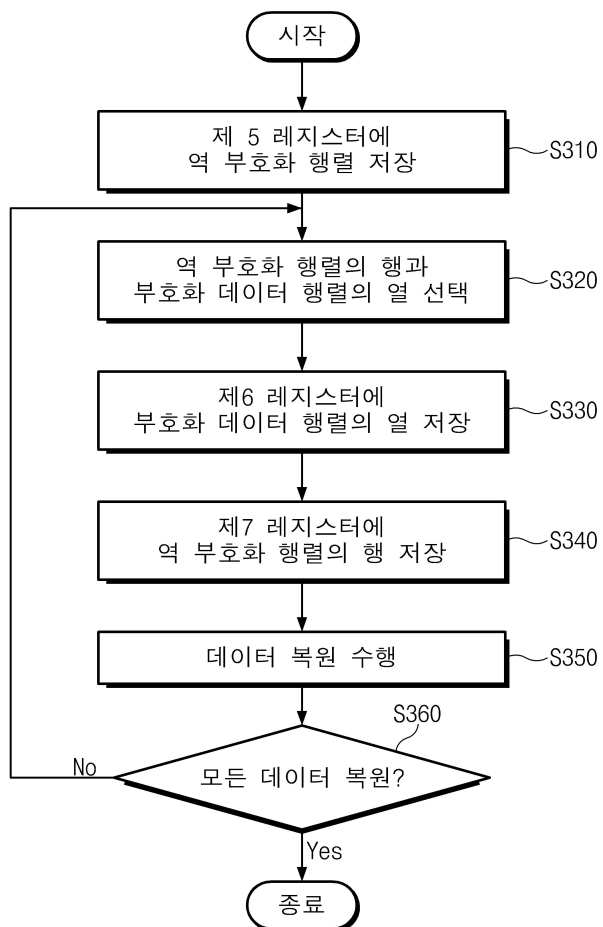 시작
제 5 레지스터에
역 부호화 행렬 저장
S310
역 부호화 행렬의 행과
부호화 데이터 행렬의 열 선택
S320
제6 레지스터에
부호화 데이터 행렬의 열 저장
S330
제7 레지스터에
역 부호화 행렬의 행 저장
S340
데이터 복원 수행
S350
S360
모든 데이터 복원?
No
Yes
종료